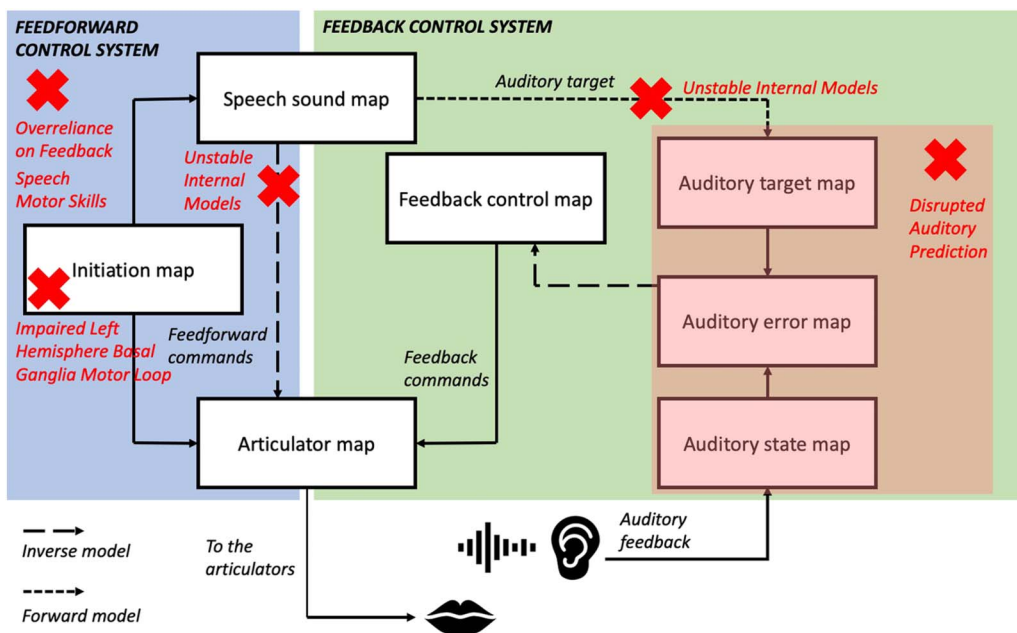 FEEDFORWARD
CONTROL SYSTEM
FEEDBACK CONTROL SYSTEM
Speech sound map
Auditory target
Unstable Internal Models
Overreliance
on Feedback
Speech
Motor Skills
Unstable
Internal
Models
Feedback control map
Auditory target map
Disrupted
Auditory
Prediction
Initiation map
Auditory error map
Impaired Left
Hemisphere Basal
Ganglia Motor Loop
Feedforward
commands
Feedback
commands
Articulator map
Auditory state map
Inverse model
Forward model
To the
articulators
Auditory
feedback